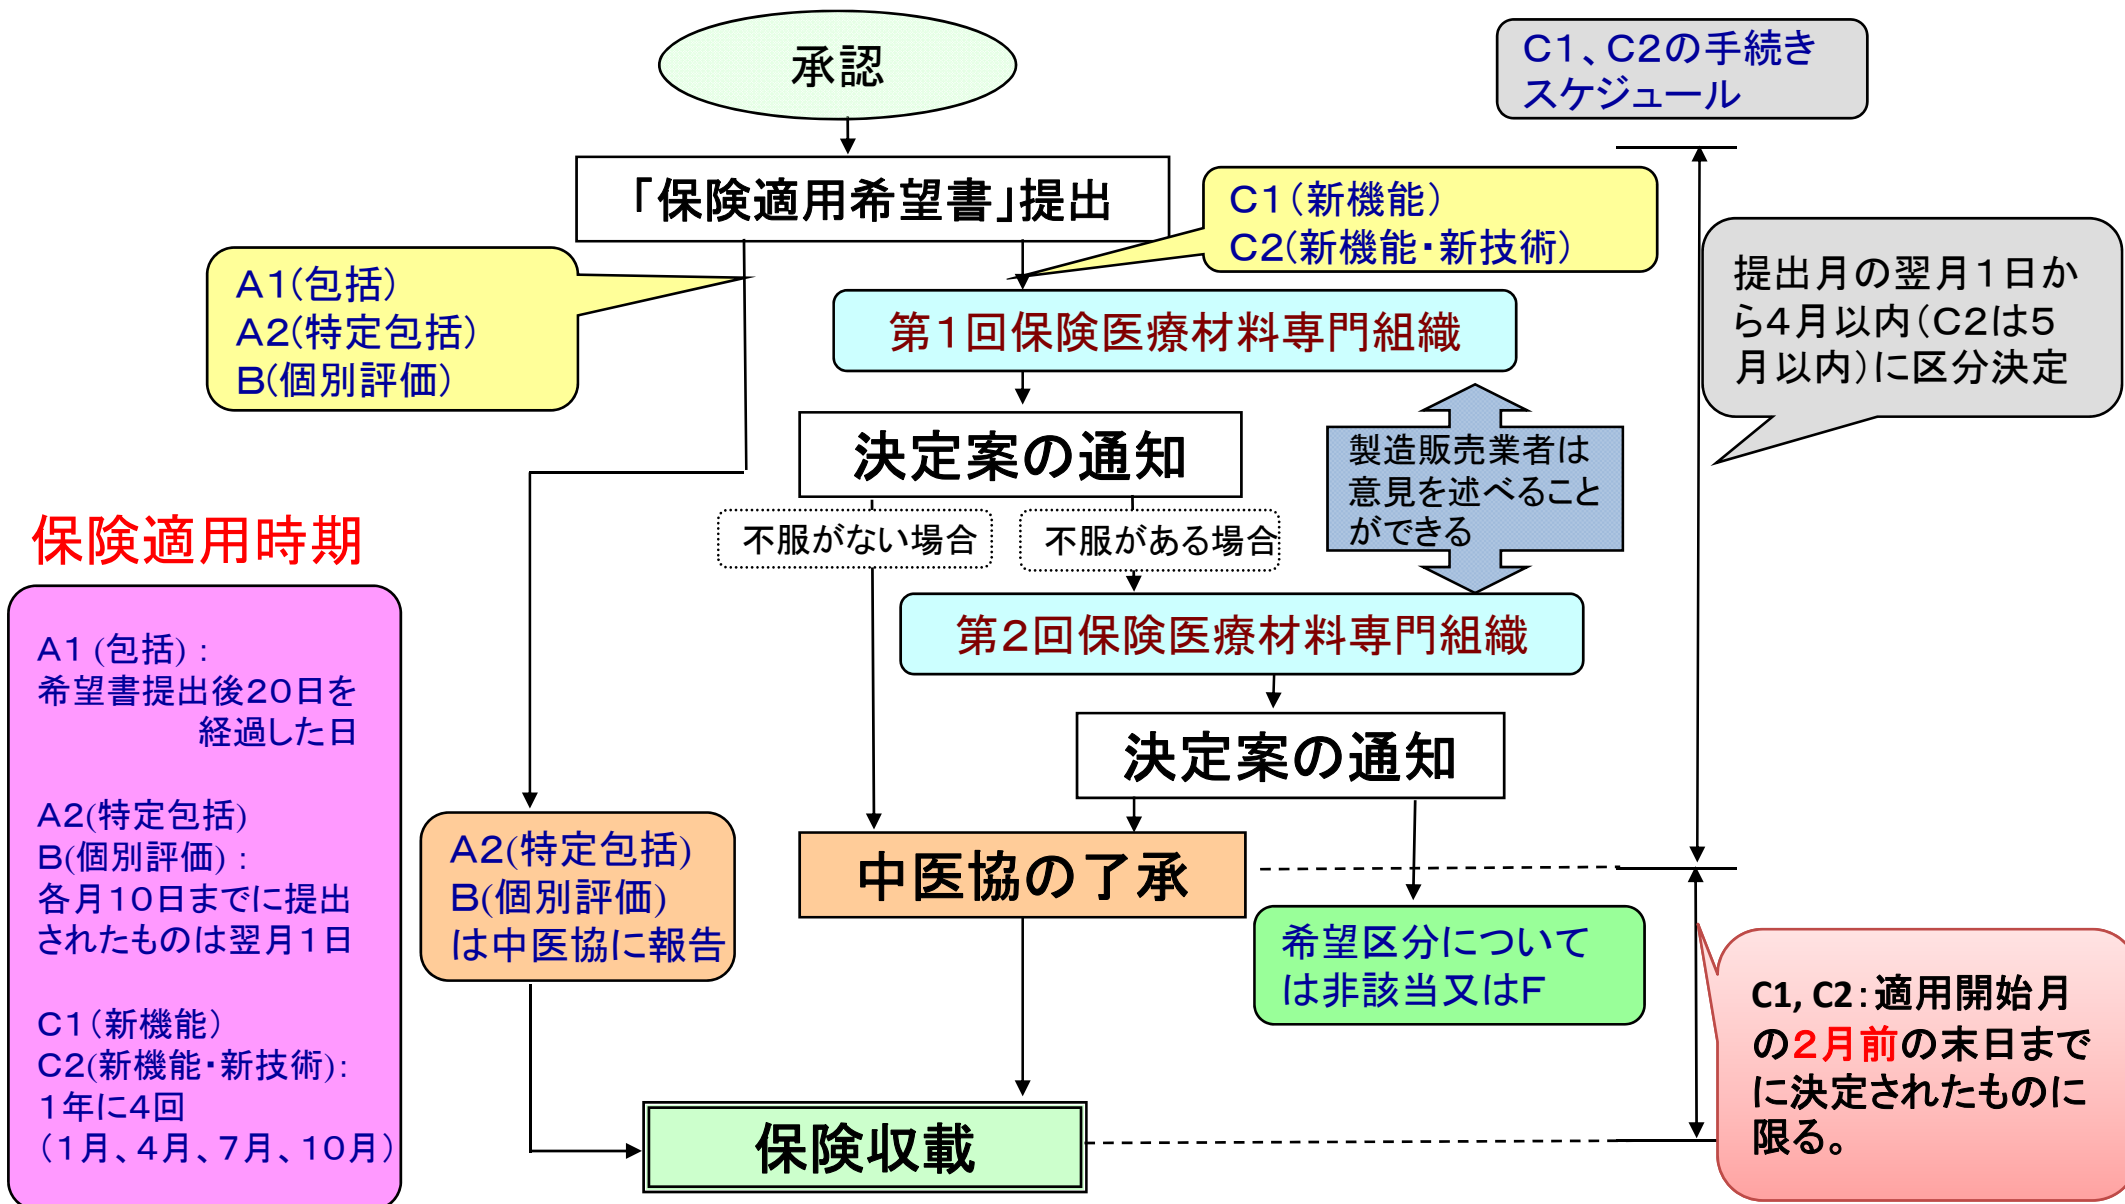 承認
C1、C2の手続き
スケジュール
「保険適用希望書」提出
C1(新機能)
C2(新機能・新技術)
A1(包括)
A2(特定包括)
B(個別評価)
提出月の翌月1日か
ら4月以内(C2は5
月以内)に区分決定
第1回保険医療材料専門組織
決定案の通知
製造販売業者は
意見を述べること
ができる
不服がない場合
不服がある場合
保険適用時期
第2回保険医療材料専門組織
A1 (包括) :
希望書提出後20日を
経過した日
A2(特定包括)
B(個別評価) :
各月10日までに提出
されたものは翌月1日
C1(新機能)
C2(新機能・新技術):
1年に4回
(1月、4月、7月、10月)
決定案の通知
A2(特定包括)
B(個別評価)
は中医協に報告
中医協の了承
希望区分について
は非該当又はF
C1, C2:適用開始月
の2月前の末日まで
に決定されたものに
限る。
保険収載